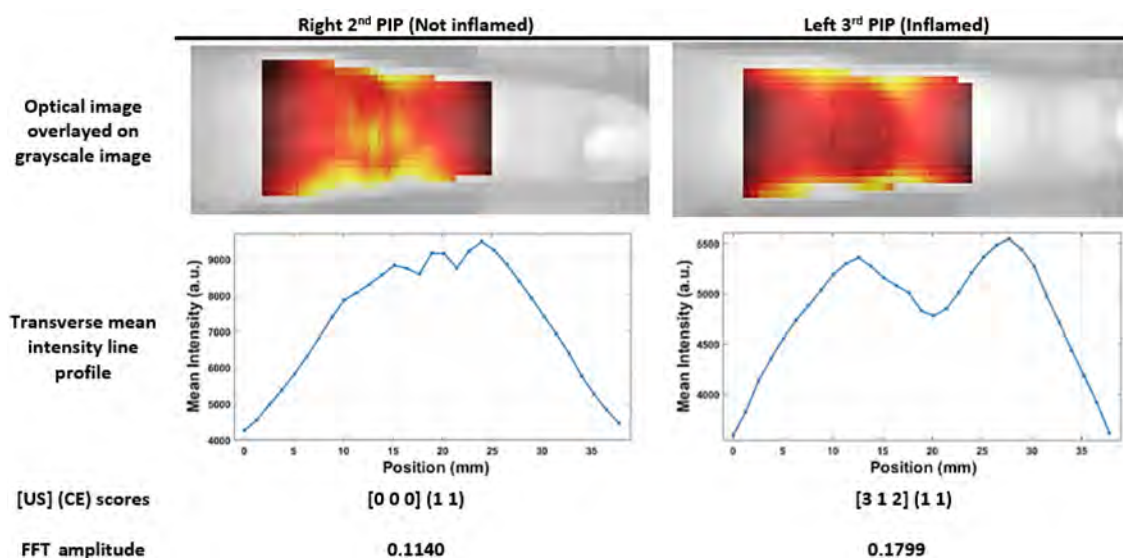 Right 2nd PIP (Not inflamed)
Left 3rd PIP (Inflamed)
Optical image
overlayed on
grayscale image
Transverse mean
intensity line
profile
Mean Intensity (a.u.)
9000
8000
7000
6000
5000
4000
0 5 10 15 20 25 30 35
Position (mm)
Mean Intensity (a.u.)
5500
5000
4500
4000
0 5 10 15 20 25 30 35
Position (mm)
[US] (CE) scores
[0 0 0] (1 1)
[3 1 2] (1 1)
FFT amplitude
0.1140
0.1799